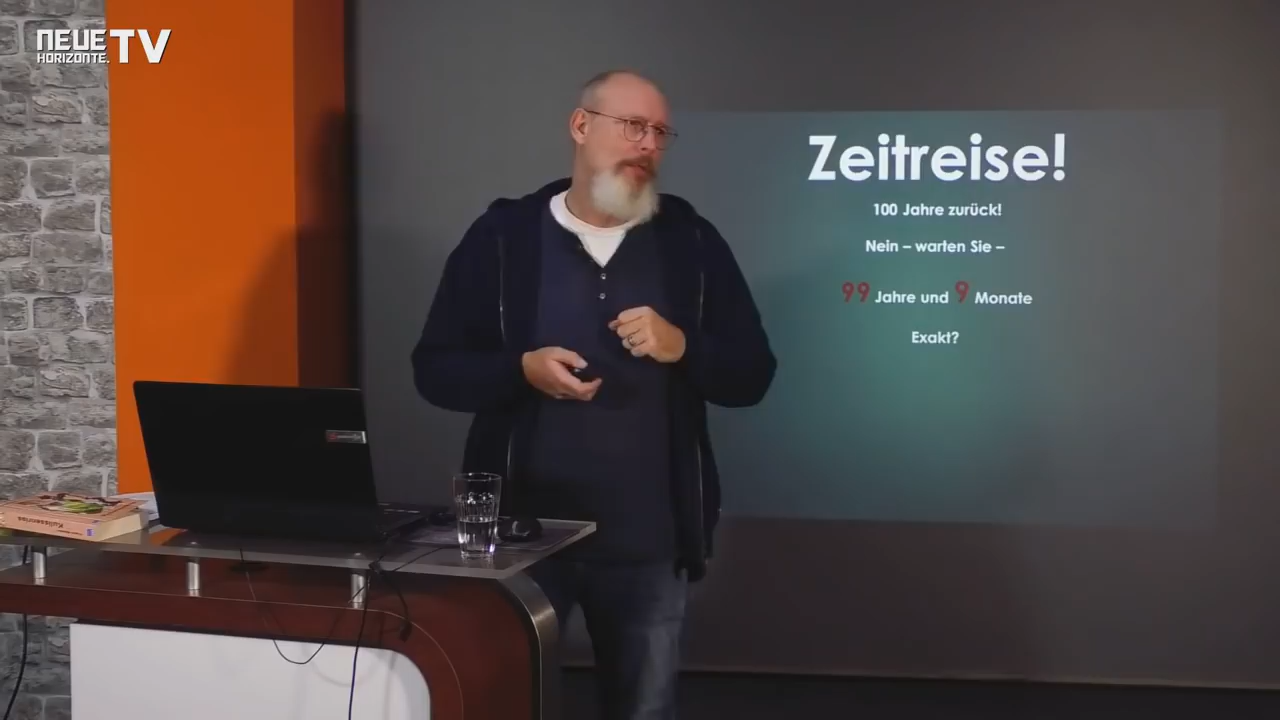 NEUE TV
HORIZONTE.
Zeitreise!
100 Jahre zurück!
Nein – warten Sie –
99 Jahre und 9 Monate
Exakt?